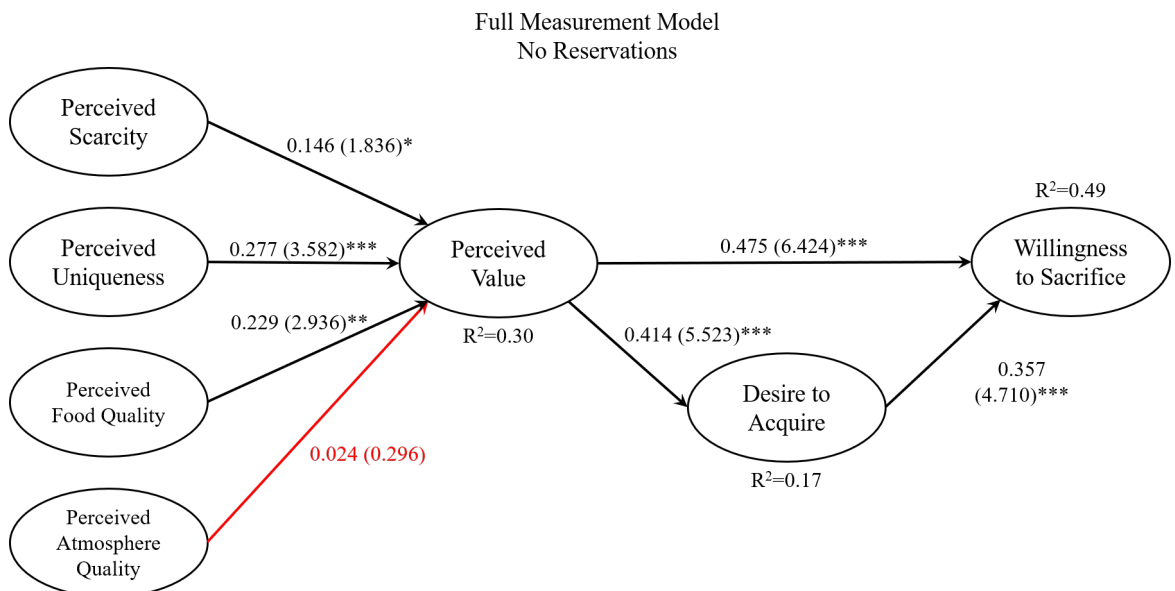 Full Measurement Model
No Reservations
Perceived
Scarcity
0.146 (1.836)*
R²=0.49
Perceived
Uniqueness
0.277 (3.582)***
Perceived
Value
0.475 (6.424)***
Willingness
to Sacrifice
0.229 (2.936)**
R²=0.30
0.414 (5.523)***
Perceived
Food Quality
Desire to
Acquire
0.357
(4.710)***
0.024 (0.296)
R²=0.17
Perceived
Atmosphere
Quality